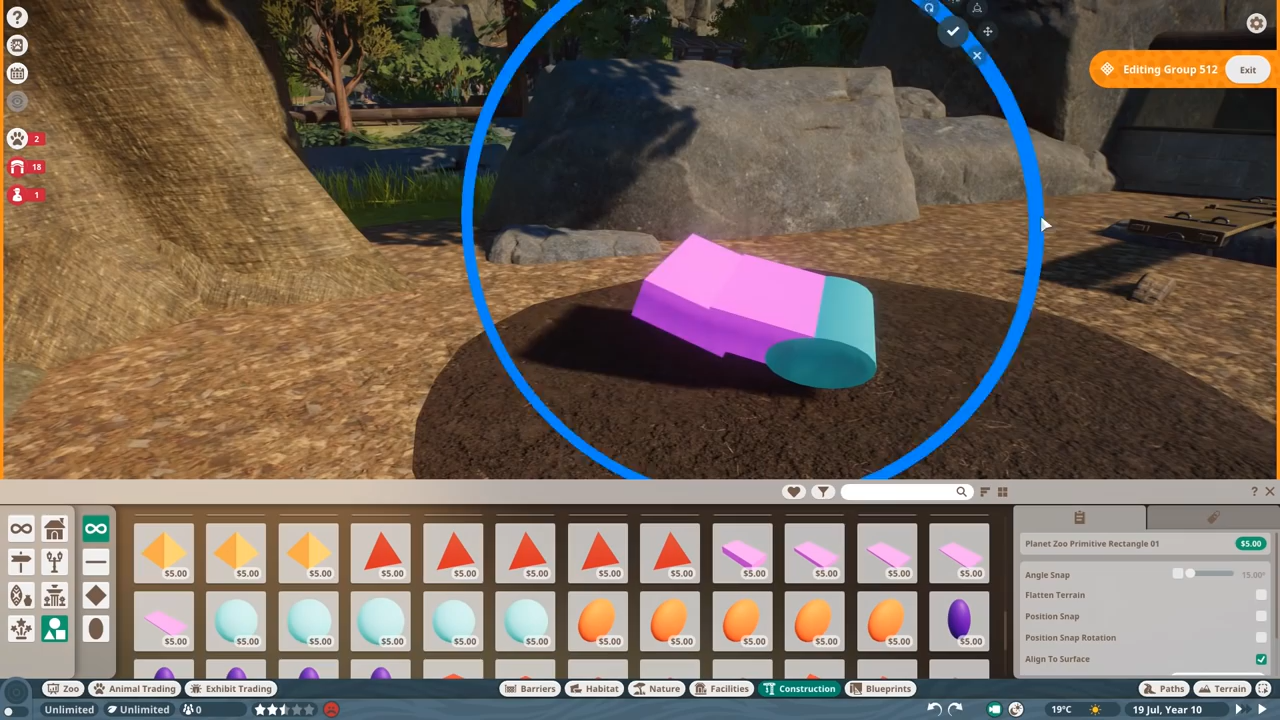 ?
Editing Group 512 Exit
2
18
1
? 
$5.00 $5.00 $5.00 $5.00 $5.00 $5.00 $5.00 $5.00 $5.00 $5.00 $5.00 $5.00
$5.00 $5.00 $5.00 $5.00 $5.00 $5.00 $5.00 $5.00 $5.00 $5.00 $5.00 $5.00
Planet Zoo Primitive Rectangle 01 $5.00
Angle Snap 15.00°
Flatten Terrain
Position Snap
Position Snap Rotation
Align To Surface
Zoo Animal Trading Exhibit Trading Barriers Habitat Nature Facilities Construction Blueprints Paths Terrain
Unlimited Unlimited 0 19°C 19 Jul, Year 10